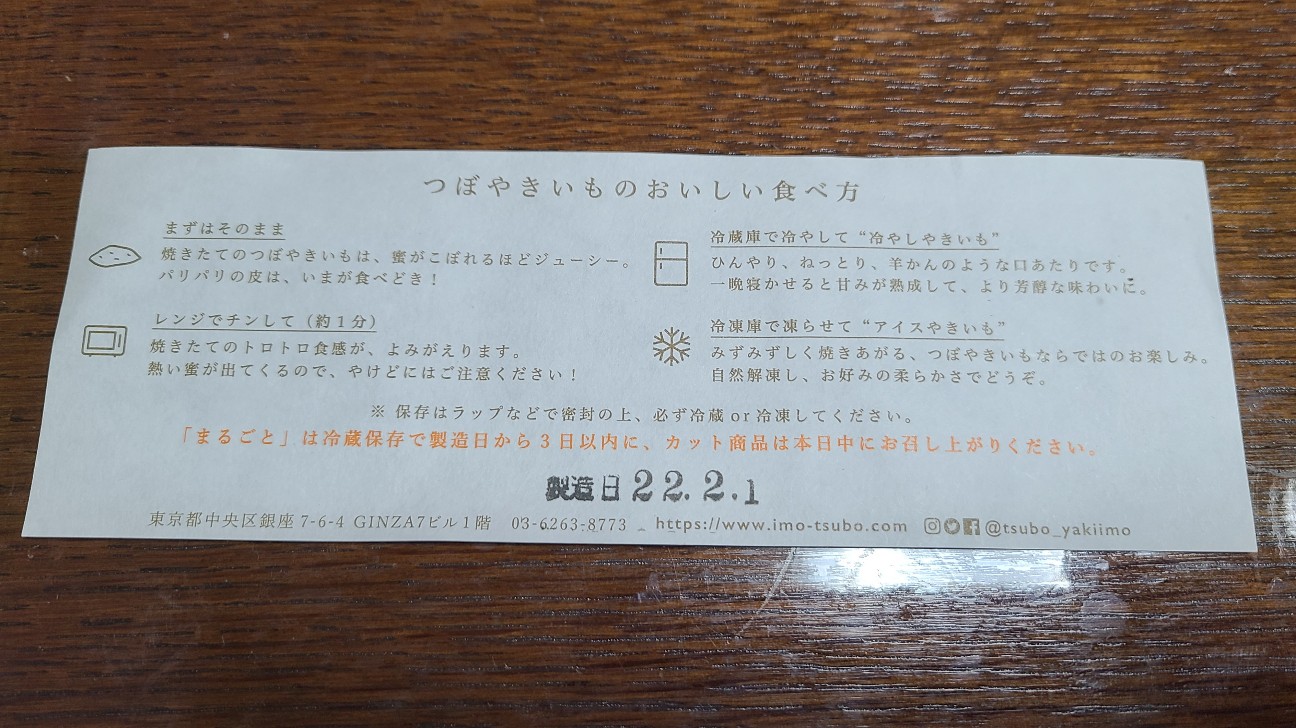 つぼやきいものおいしい食べ方
まずはそのまま
焼きたてのつぼやきいもは、蜜がこぼれるほどジューシー。
パリパリの皮は、いまが食べどき！
レンジでチンして（約1分）
焼きたてのトロトロ食感が、よみがえります。
熱い蜜が出てくるので、やけどにはご注意ください！
冷蔵庫で冷やして“冷やしやきいも”
ひんやり、ねっとり、羊かんのような口あたりです。
一晩寝かせると甘みが熟成して、より芳醇な味わいに。
冷凍庫で凍らせて“アイスやきいも”
みずみずしく焼きあがる、つぼやきいもならではのお楽しみ。
自然解凍し、お好みの柔らかさでどうぞ。
※ 保存はラップなどで密封の上、必ず冷蔵or冷凍してください。
「まるごと」は冷蔵保存で製造日から3日以内に、カット商品は本日中にお召し上がりください。
製造日 22.2.1
東京都中央区銀座7-6-4 GINZA7ビル1階 03-6263-8773 https://www.imo-tsubo.com @tsubo_yakiimo